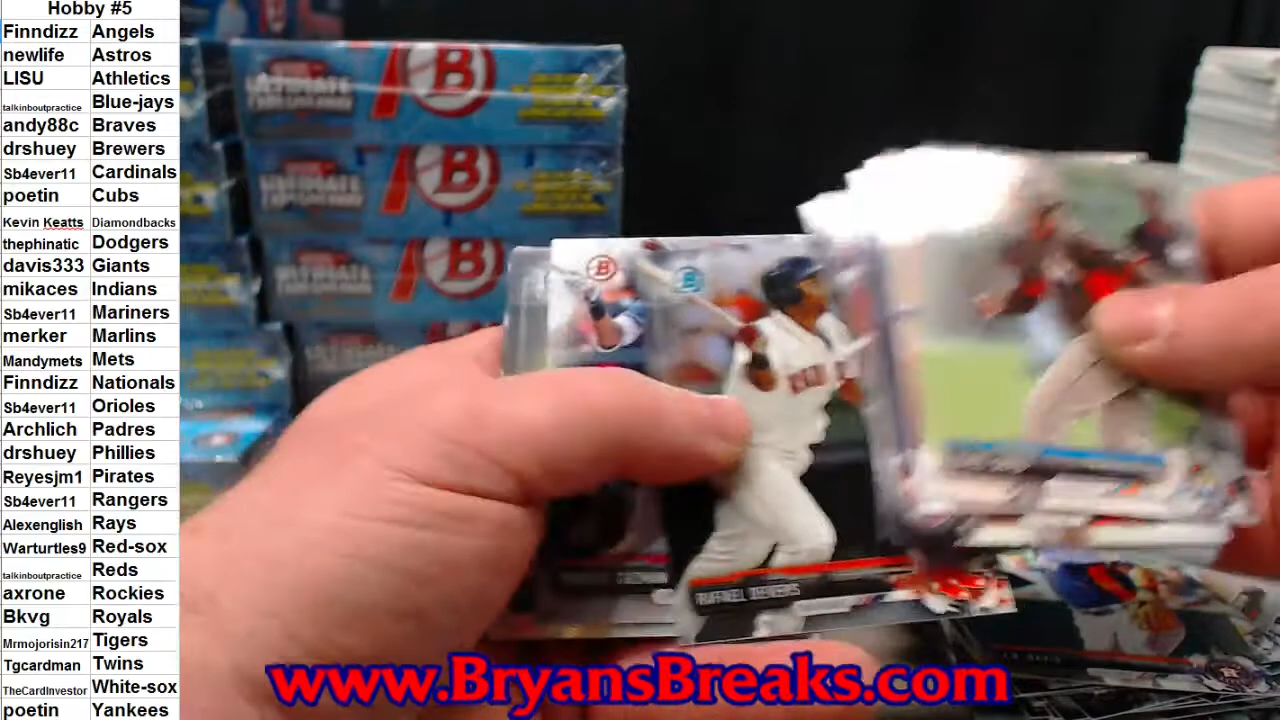 Hobby #5
Finndizz Angels
newlife Astros
LISU Athletics
talkinboutpractice Blue-jays
andy88c Braves
drshuey Brewers
Sb4ever11 Cardinals
poetin Cubs
Kevin Keatts Diamondbacks
thephinatic Dodgers
davis333 Giants
mikaces Indians
Sb4ever11 Mariners
merker Marlins
Mandymets Mets
Finndizz Nationals
Sb4ever11 Orioles
Archlich Padres
drshuey Phillies
Reyesjm1 Pirates
Sb4ever11 Rangers
Alexenglish Rays
Warturtles9 Red-sox
talkinboutpractice Reds
axrone Rockies
Bkvg Royals
Mrmojorisin217 Tigers
Tgcardman Twins
TheCardInvestor White-sox
poetin Yankees
B
B
B
RAFAEL DEVERS
www.BryansBreaks.com